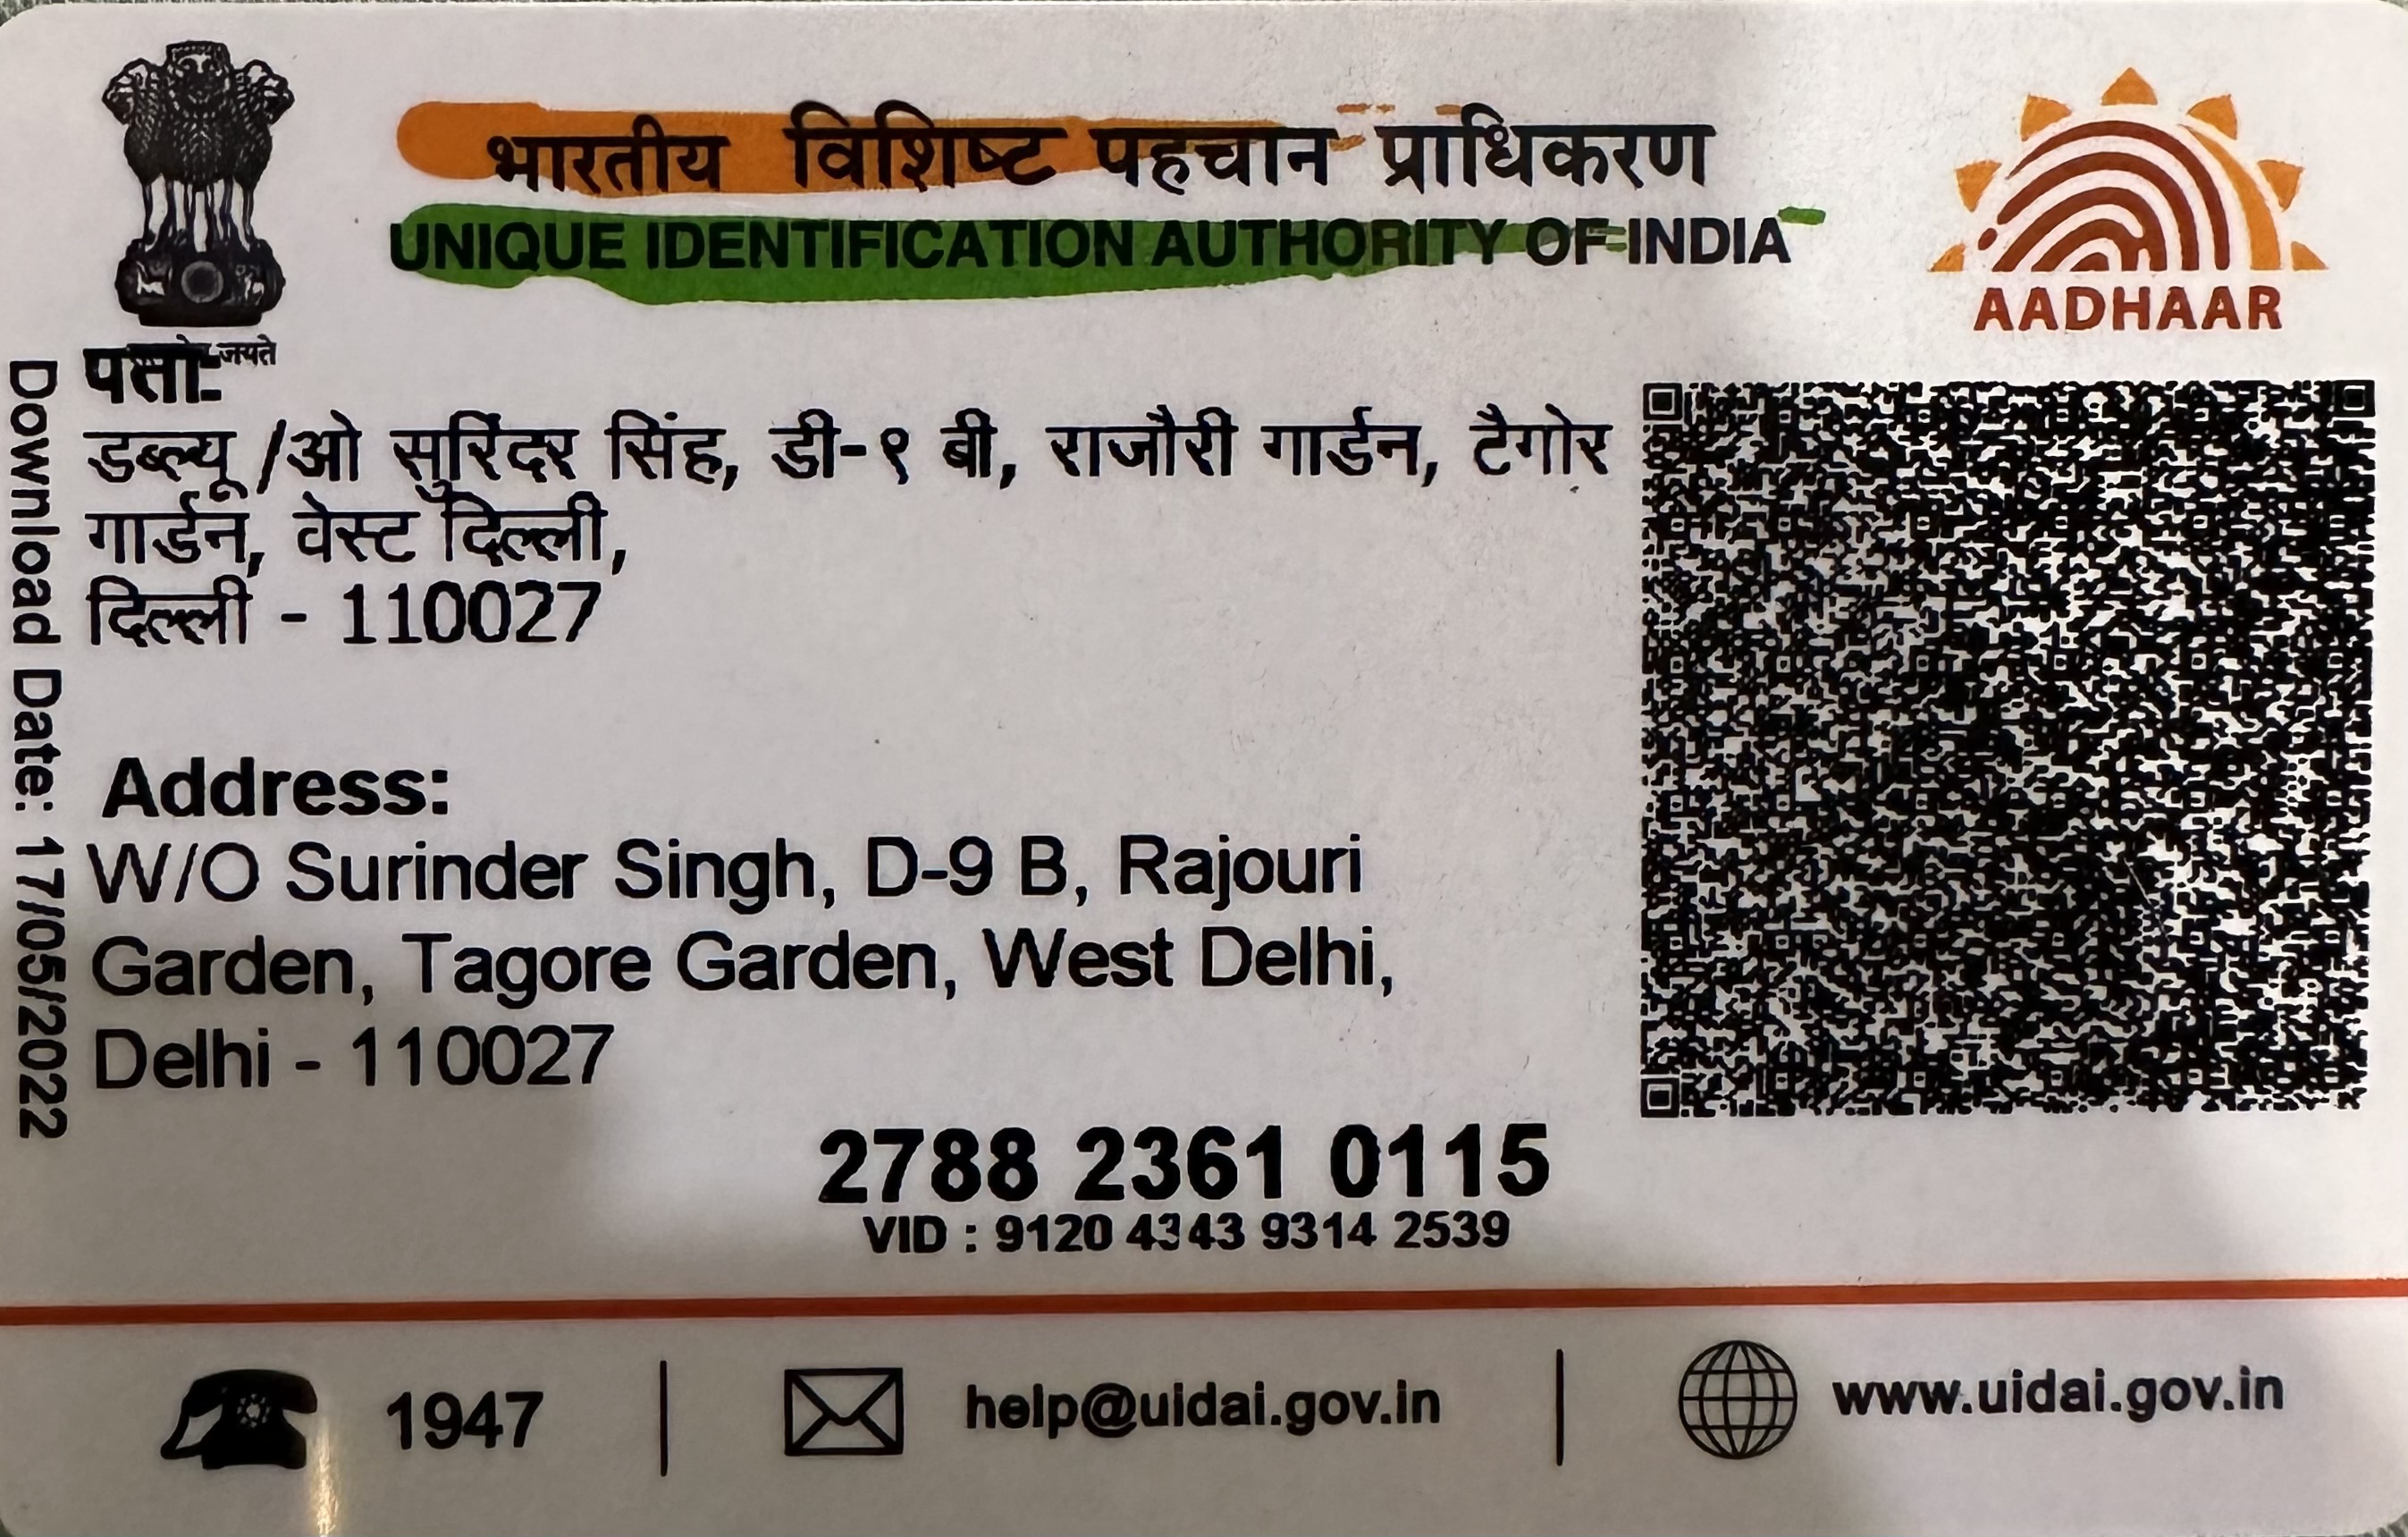 भारतीय विशिष्ट पहचान प्राधिकरण
UNIQUE IDENTIFICATION AUTHORITY OF INDIA
AADHAAR
जयते
पता:
डब्ल्यू /ओ सुरिंदर सिंह, डी-९ बी, राजौरी गार्डन, टैगोर
गार्डन, वेस्ट दिल्ली,
दिल्ली - 110027
Download Date: 17/05/2022
Address:
W/O Surinder Singh, D-9 B, Rajouri
Garden, Tagore Garden, West Delhi,
Delhi - 110027
2788 2361 0115
VID : 9120 4343 9314 2539
1947
help@uidai.gov.in
www.uidai.gov.in